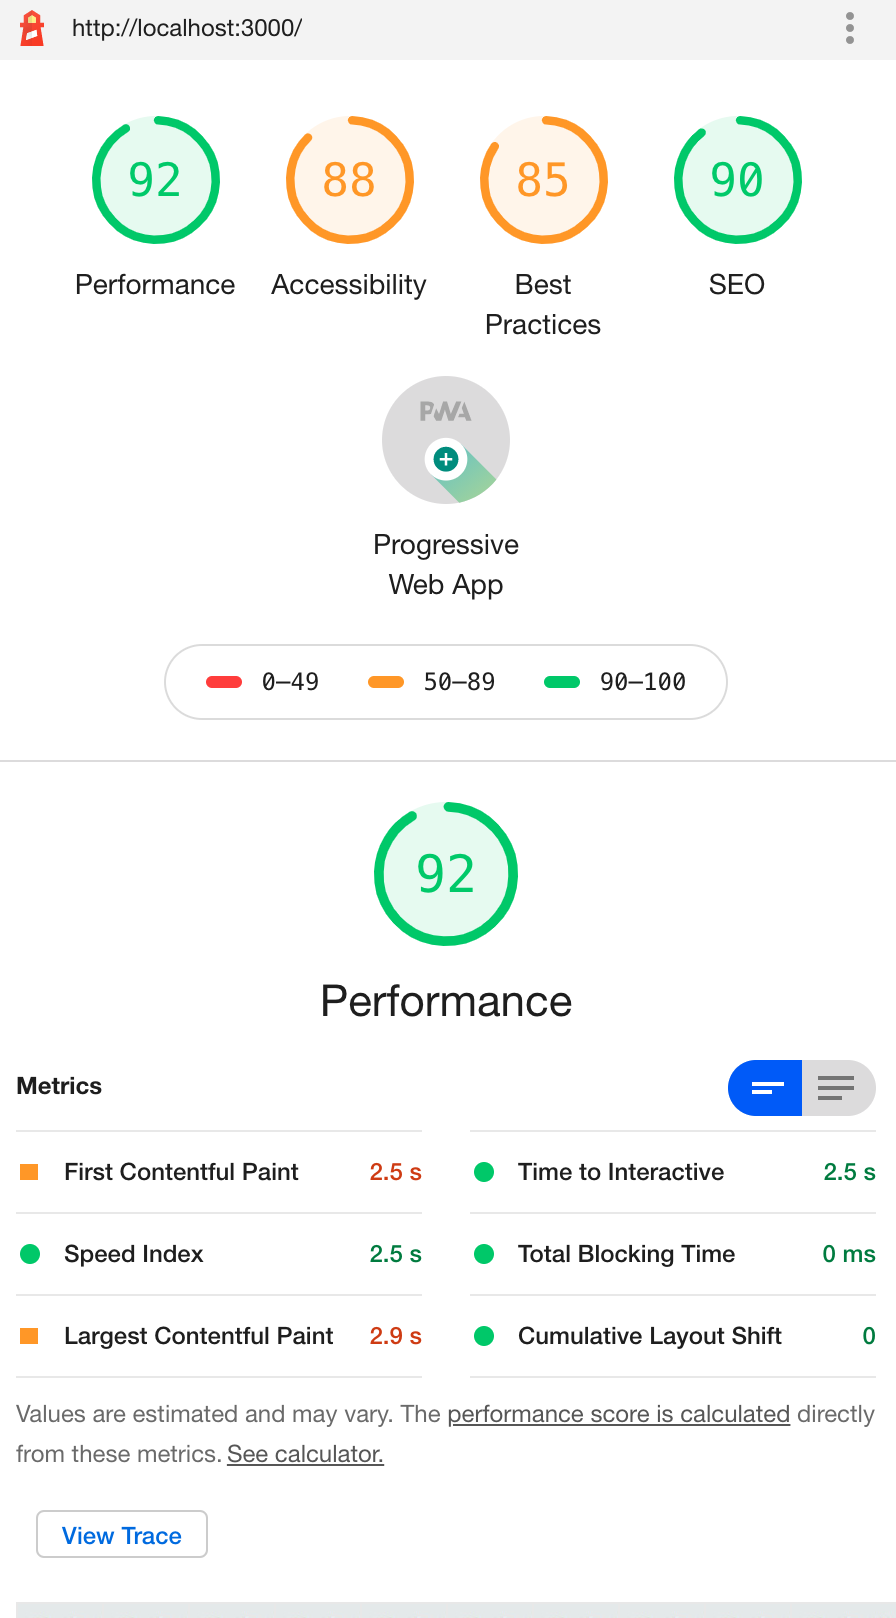 http://localhost:3000/
92
88
85
90
Performance
Accessibility
Best
Practices
SEO
PWA
Progressive
Web App
0–49
50–89
90–100
92
Performance
Metrics
First Contentful Paint 2.5 s
Time to Interactive 2.5 s
Speed Index 2.5 s
Total Blocking Time 0 ms
Largest Contentful Paint 2.9 s
Cumulative Layout Shift 0
Values are estimated and may vary. The performance score is calculated directly
from these metrics. See calculator.
View Trace